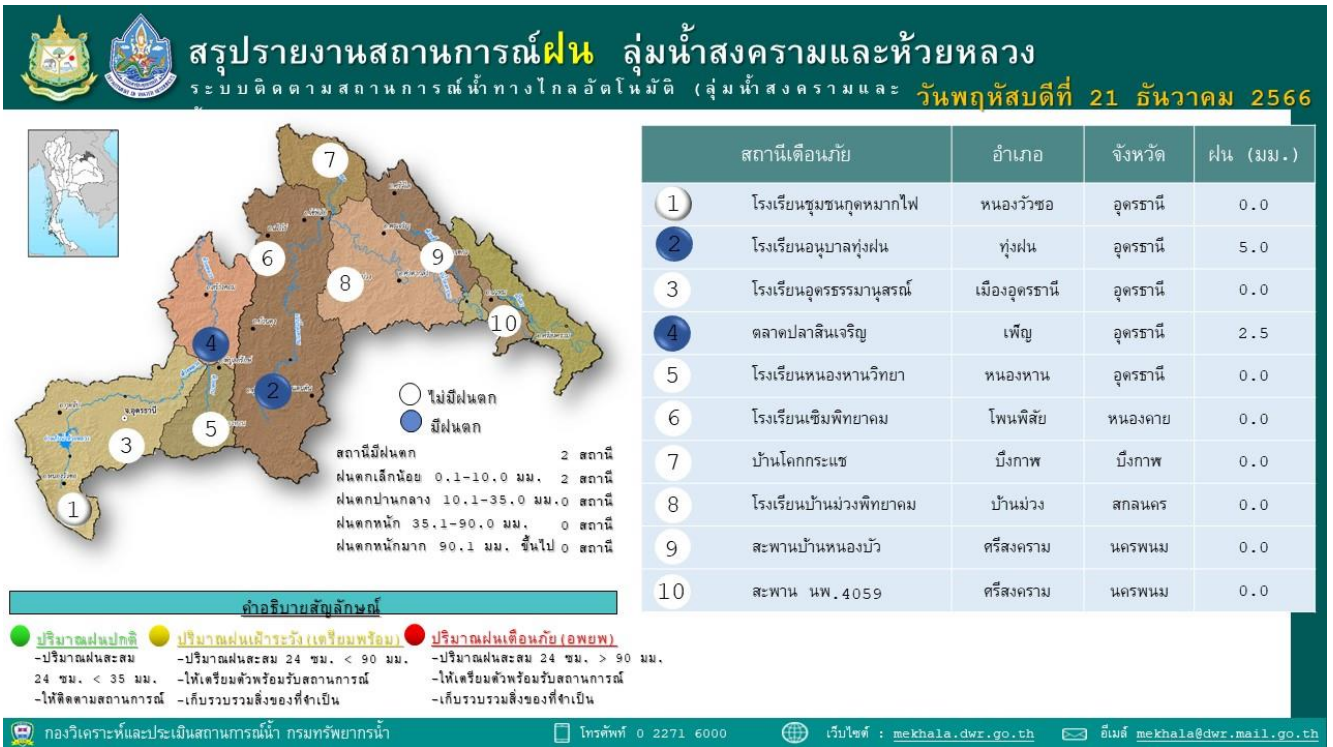 สรุปรายงานสถานการณ์ฝน ลุ่มน้ำสงครามและห้วยหลวง
ระบบติดตามสถานการณ์น้ำทางไกลอัตโนมัติ (ลุ่มน้ำสงครามและ
วันพฤหัสบดีที่ 21 ธันวาคม 2566
7
6
8
9
10
4
2
5
3
1
จ.อุดรธานี
ไม่มีฝนตก
มีฝนตก
สถานีมีฝนตก 2 สถานี
ฝนตกเล็กน้อย 0.1-10.0 มม. 2 สถานี
ฝนตกปานกลาง 10.1-35.0 มม. 0 สถานี
ฝนตกหนัก 35.1-90.0 มม. 0 สถานี
ฝนตกหนักมาก 90.1 มม. ขึ้นไป 0 สถานี
สถานีเตือนภัย อำเภอ จังหวัด ฝน (มม.)
1 โรงเรียนชุมชนกุดหมากไฟ หนองวัวซอ อุดรธานี 0.0
2 โรงเรียนอนุบาลทุ่งฝน ทุ่งฝน อุดรธานี 5.0
3 โรงเรียนอุดรธรรมานุสรณ์ เมืองอุดรธานี อุดรธานี 0.0
4 ตลาดปลาสินเจริญ เพ็ญ อุดรธานี 2.5
5 โรงเรียนหนองหานวิทยา หนองหาน อุดรธานี 0.0
6 โรงเรียนเซิมพิทยาคม โพนพิสัย หนองคาย 0.0
7 บ้านโคกกระแซ บึงกาฬ บึงกาฬ 0.0
8 โรงเรียนบ้านม่วงพิทยาคม บ้านม่วง สกลนคร 0.0
9 สะพานบ้านหนองบัว ศรีสงคราม นครพนม 0.0
10 สะพาน นพ.4059 ศรีสงคราม นครพนม 0.0
คำอธิบายสัญลักษณ์
ปริมาณฝนปกติ
-ปริมาณฝนสะสม
24 ชม. < 35 มม.
-ให้ติดตามสถานการณ์
ปริมาณฝนเฝ้าระวัง(เตรียมพร้อม)
-ปริมาณฝนสะสม 24 ชม. < 90 มม.
-ให้เตรียมตัวพร้อมรับสถานการณ์
-เก็บรวบรวมสิ่งของที่จำเป็น
ปริมาณฝนเตือนภัย(อพยพ)
-ปริมาณฝนสะสม 24 ชม. > 90 มม.
-ให้เตรียมตัวพร้อมรับสถานการณ์
-เก็บรวบรวมสิ่งของที่จำเป็น
กองวิเคราะห์และประเมินสถานการณ์น้ำ กรมทรัพยากรน้ำ
โทรศัพท์ 0 2271 6000
เว็บไซต์ : mekhala.dwr.go.th
อีเมล์ mekhala@dwr.mail.go.th